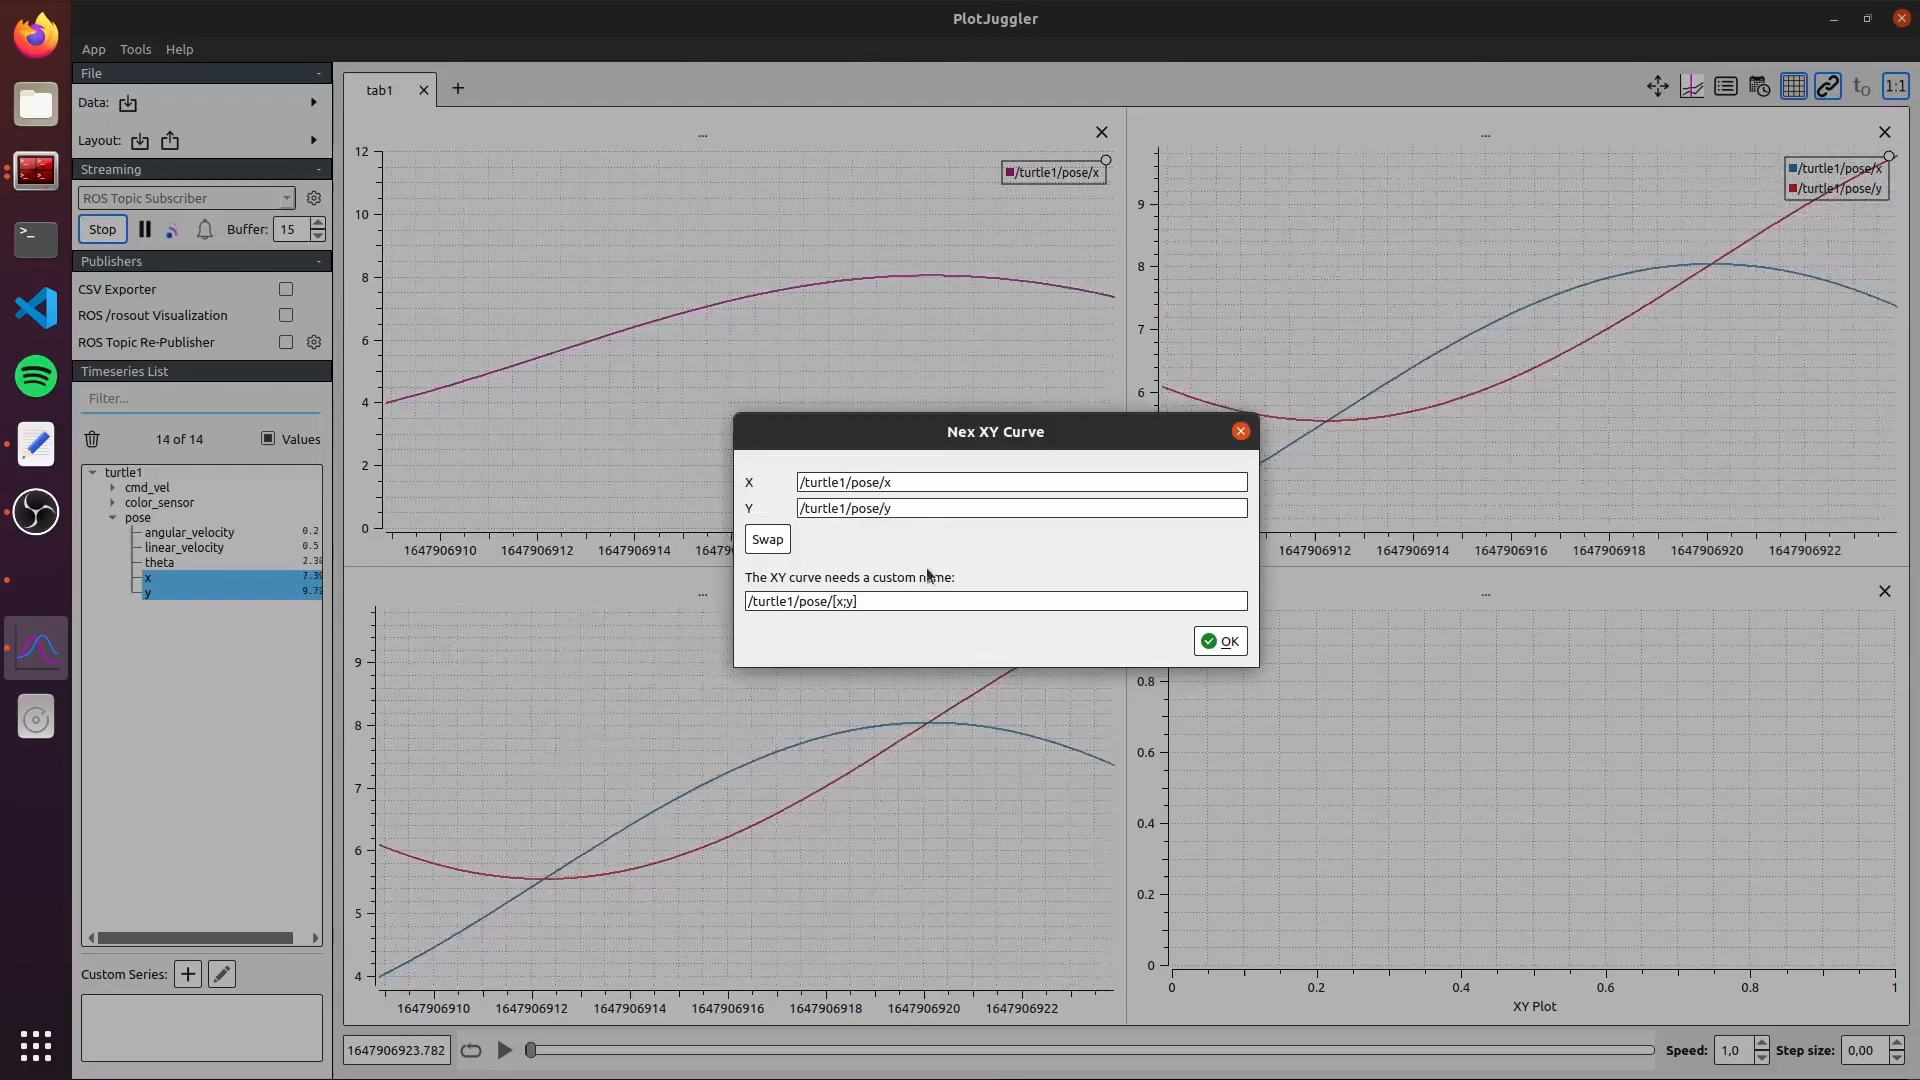 PlotJuggler
App Tools Help
File -
Data:
Layout:
Streaming -
ROS Topic Subscriber
Stop Buffer: 15
Publishers -
CSV Exporter
ROS /rosout Visualization
ROS Topic Re-Publisher
Timeseries List
Filter...
14 of 14 Values
turtle1
cmd_vel
color_sensor
pose
angular_velocity 0.2
linear_velocity 0.5
theta
x
y
Custom Series:
tab1
1:1
...
/turtle1/pose/x
12
10
8
6
4
2
0
1647906910 1647906912 1647906914
...
/turtle1/pose/x
/turtle1/pose/y
9
8
7
6
1647906912 1647906914 1647906916 1647906918 1647906920 1647906922
Nex XY Curve
X /turtle1/pose/x
Y /turtle1/pose/y
Swap
The XY curve needs a custom name:
/turtle1/pose/[x;y]
OK
...
9
8
7
6
5
4
1647906910 1647906912 1647906914 1647906916 1647906918 1647906920 1647906922
...
0.8
0.6
0.4
0.2
0
0 0.2 0.4 0.6 0.8 1
XY Plot
1647906923.782 Speed: 1,0 Step size: 0,00